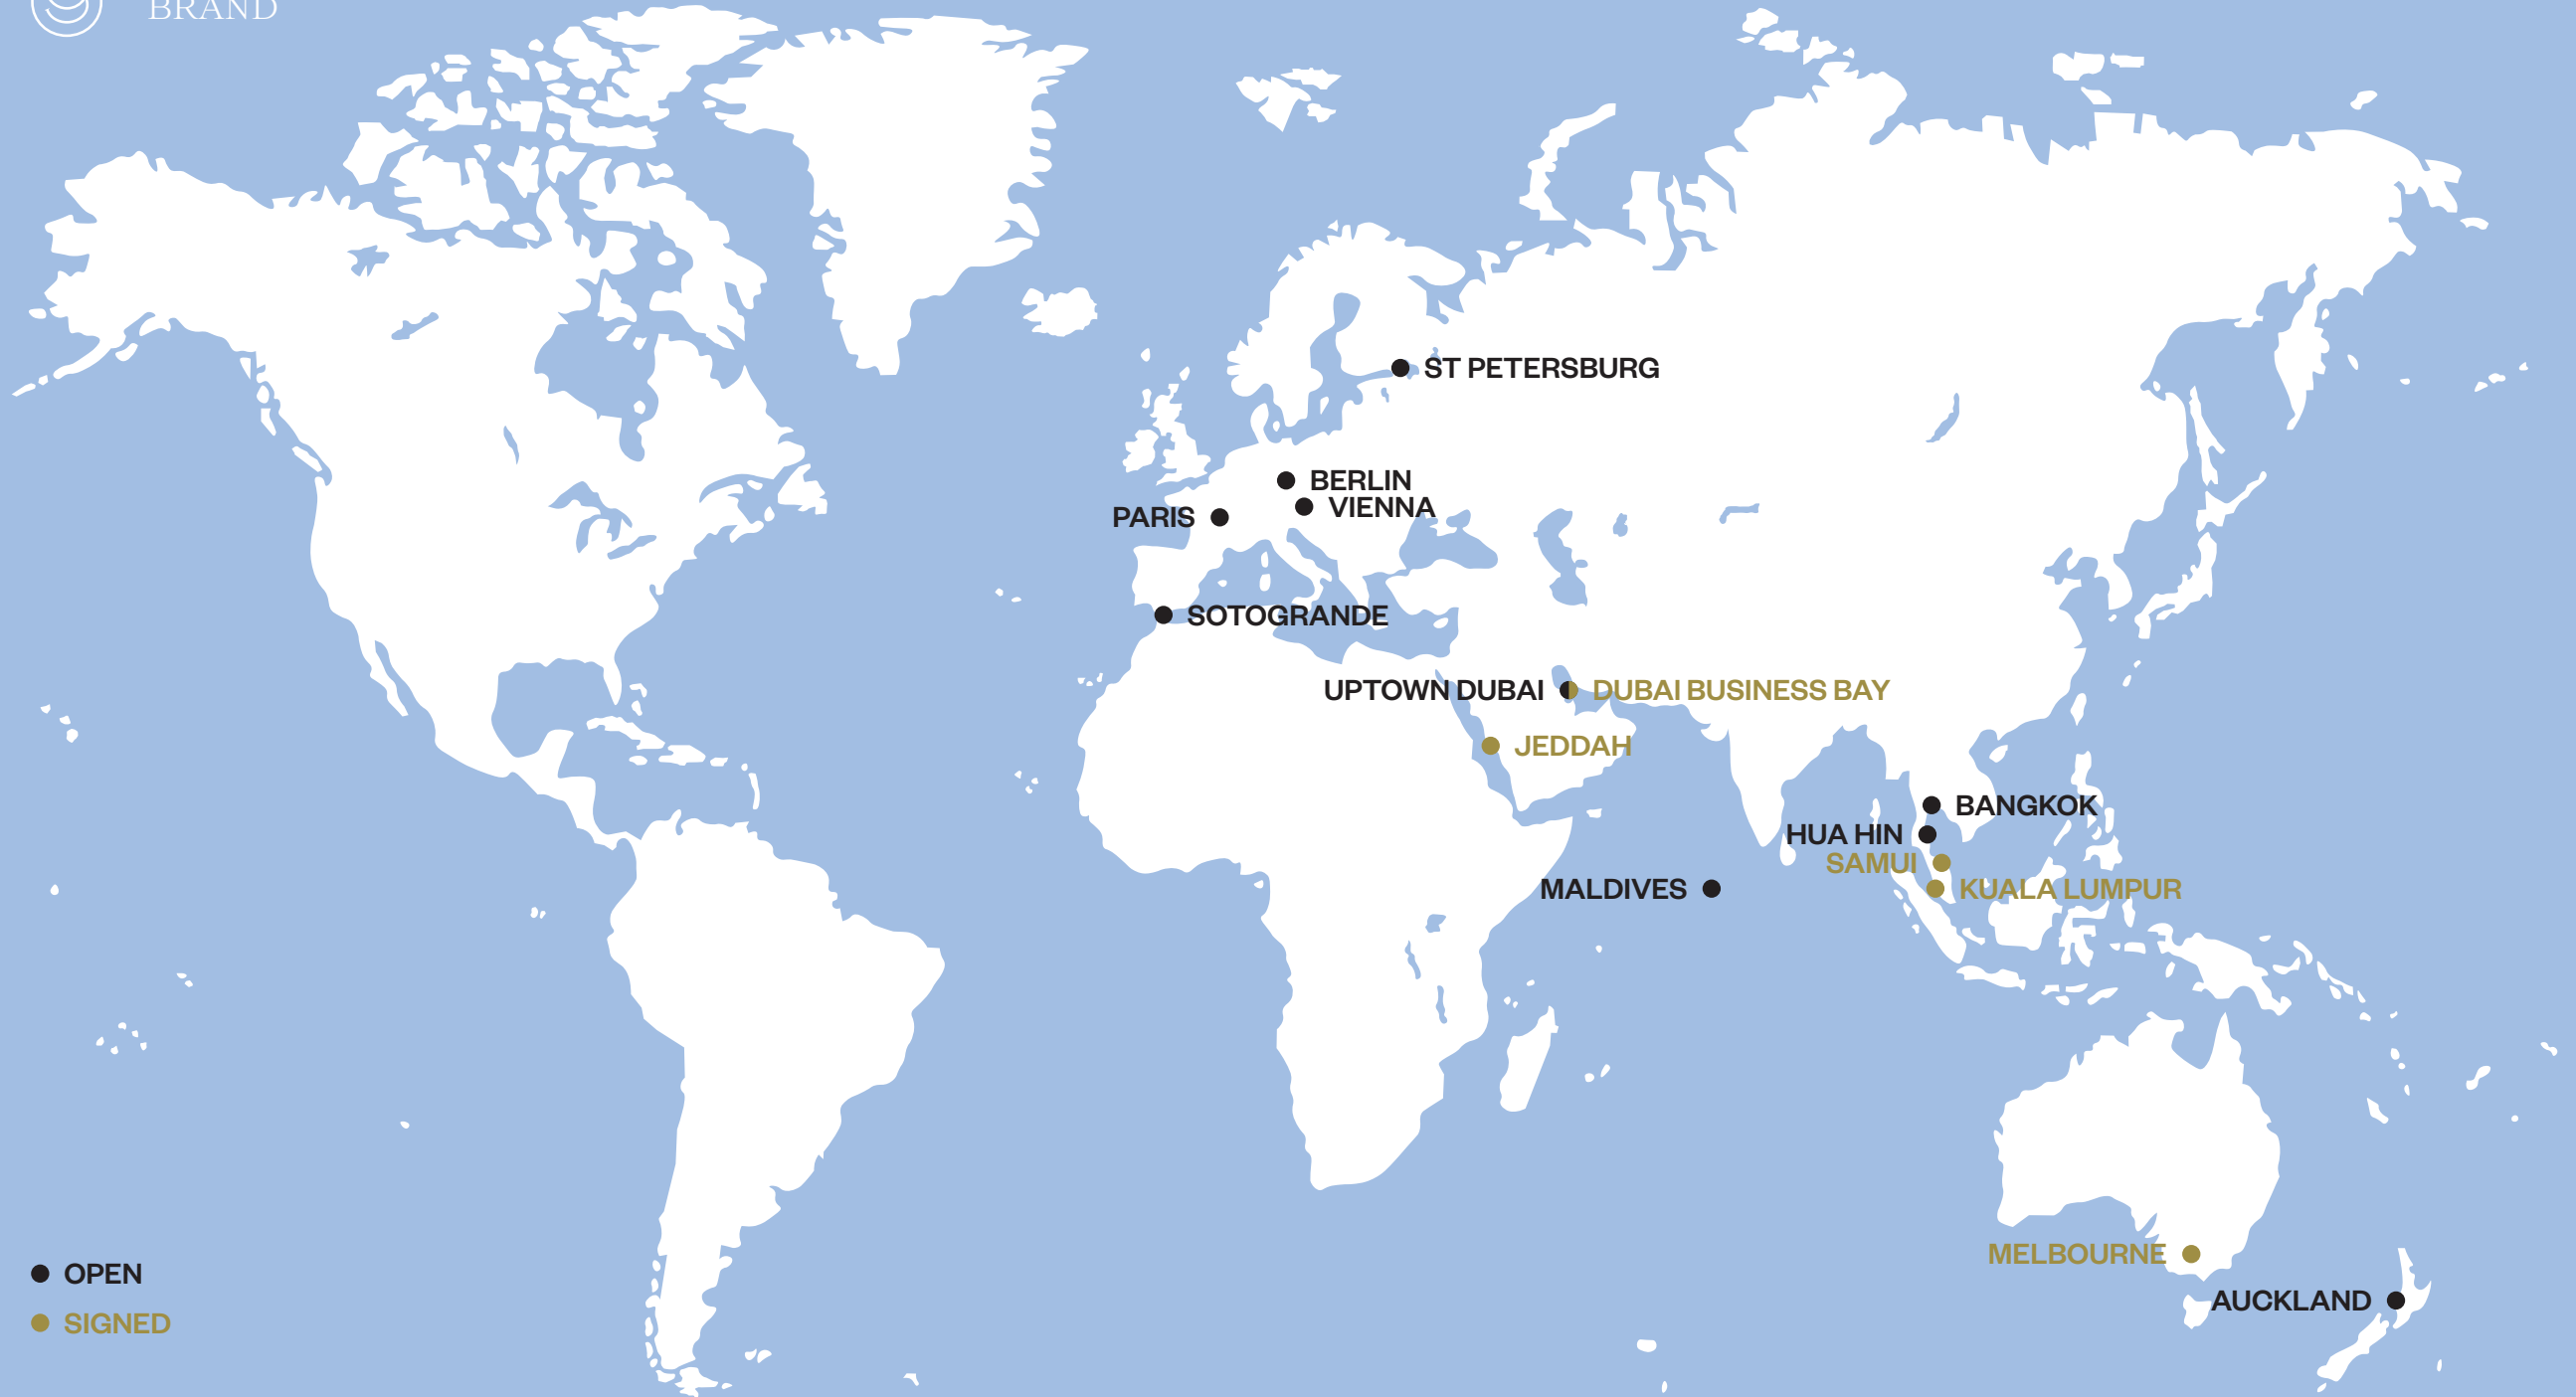 BRAND
ST PETERSBURG
BERLIN
VIENNA
PARIS
SOTOGRANDE
UPTOWN DUBAI
DUBAI BUSINESS BAY
JEDDAH
BANGKOK
HUA HIN
SAMUI
KUALA LUMPUR
MALDIVES
MELBOURNE
AUCKLAND
OPEN
SIGNED